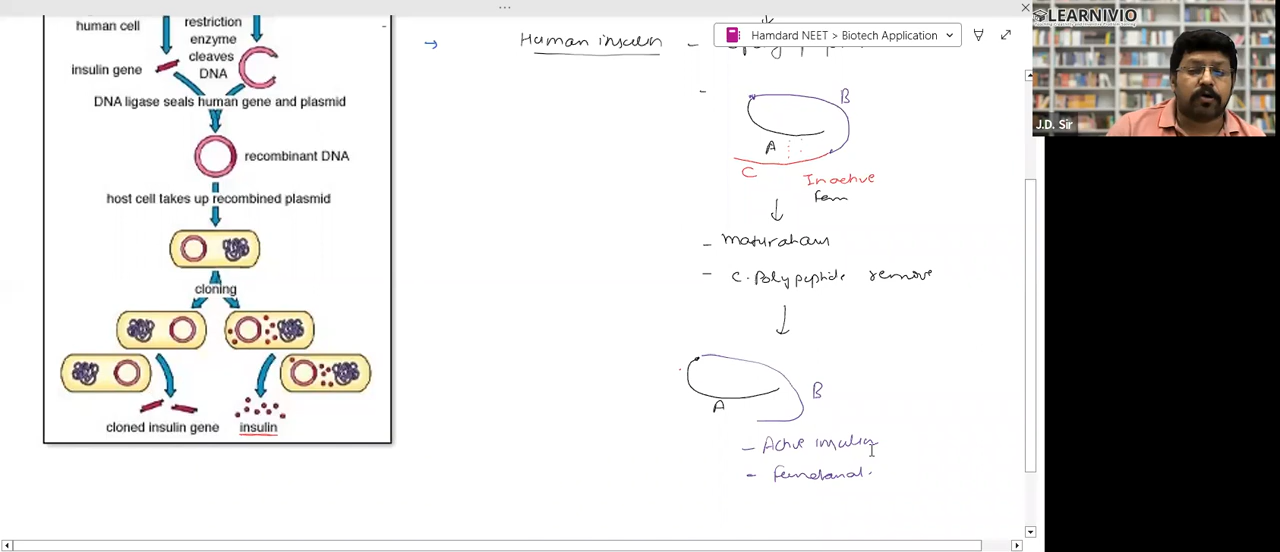 human cell
restriction
enzyme
cleaves
DNA
insulin gene
DNA ligase seals human gene and plasmid
recombinant DNA
host cell takes up recombined plasmid
cloning
cloned insulin gene
insulin
→ Human insulin -
Hamdard NEET > Biotech Application
B
A
C
Inactive
Form
- maturaham
- C. Polypeptide remove
B
A
- Active insulin
- Functional.
LEARNIVIO
J.D. Sir